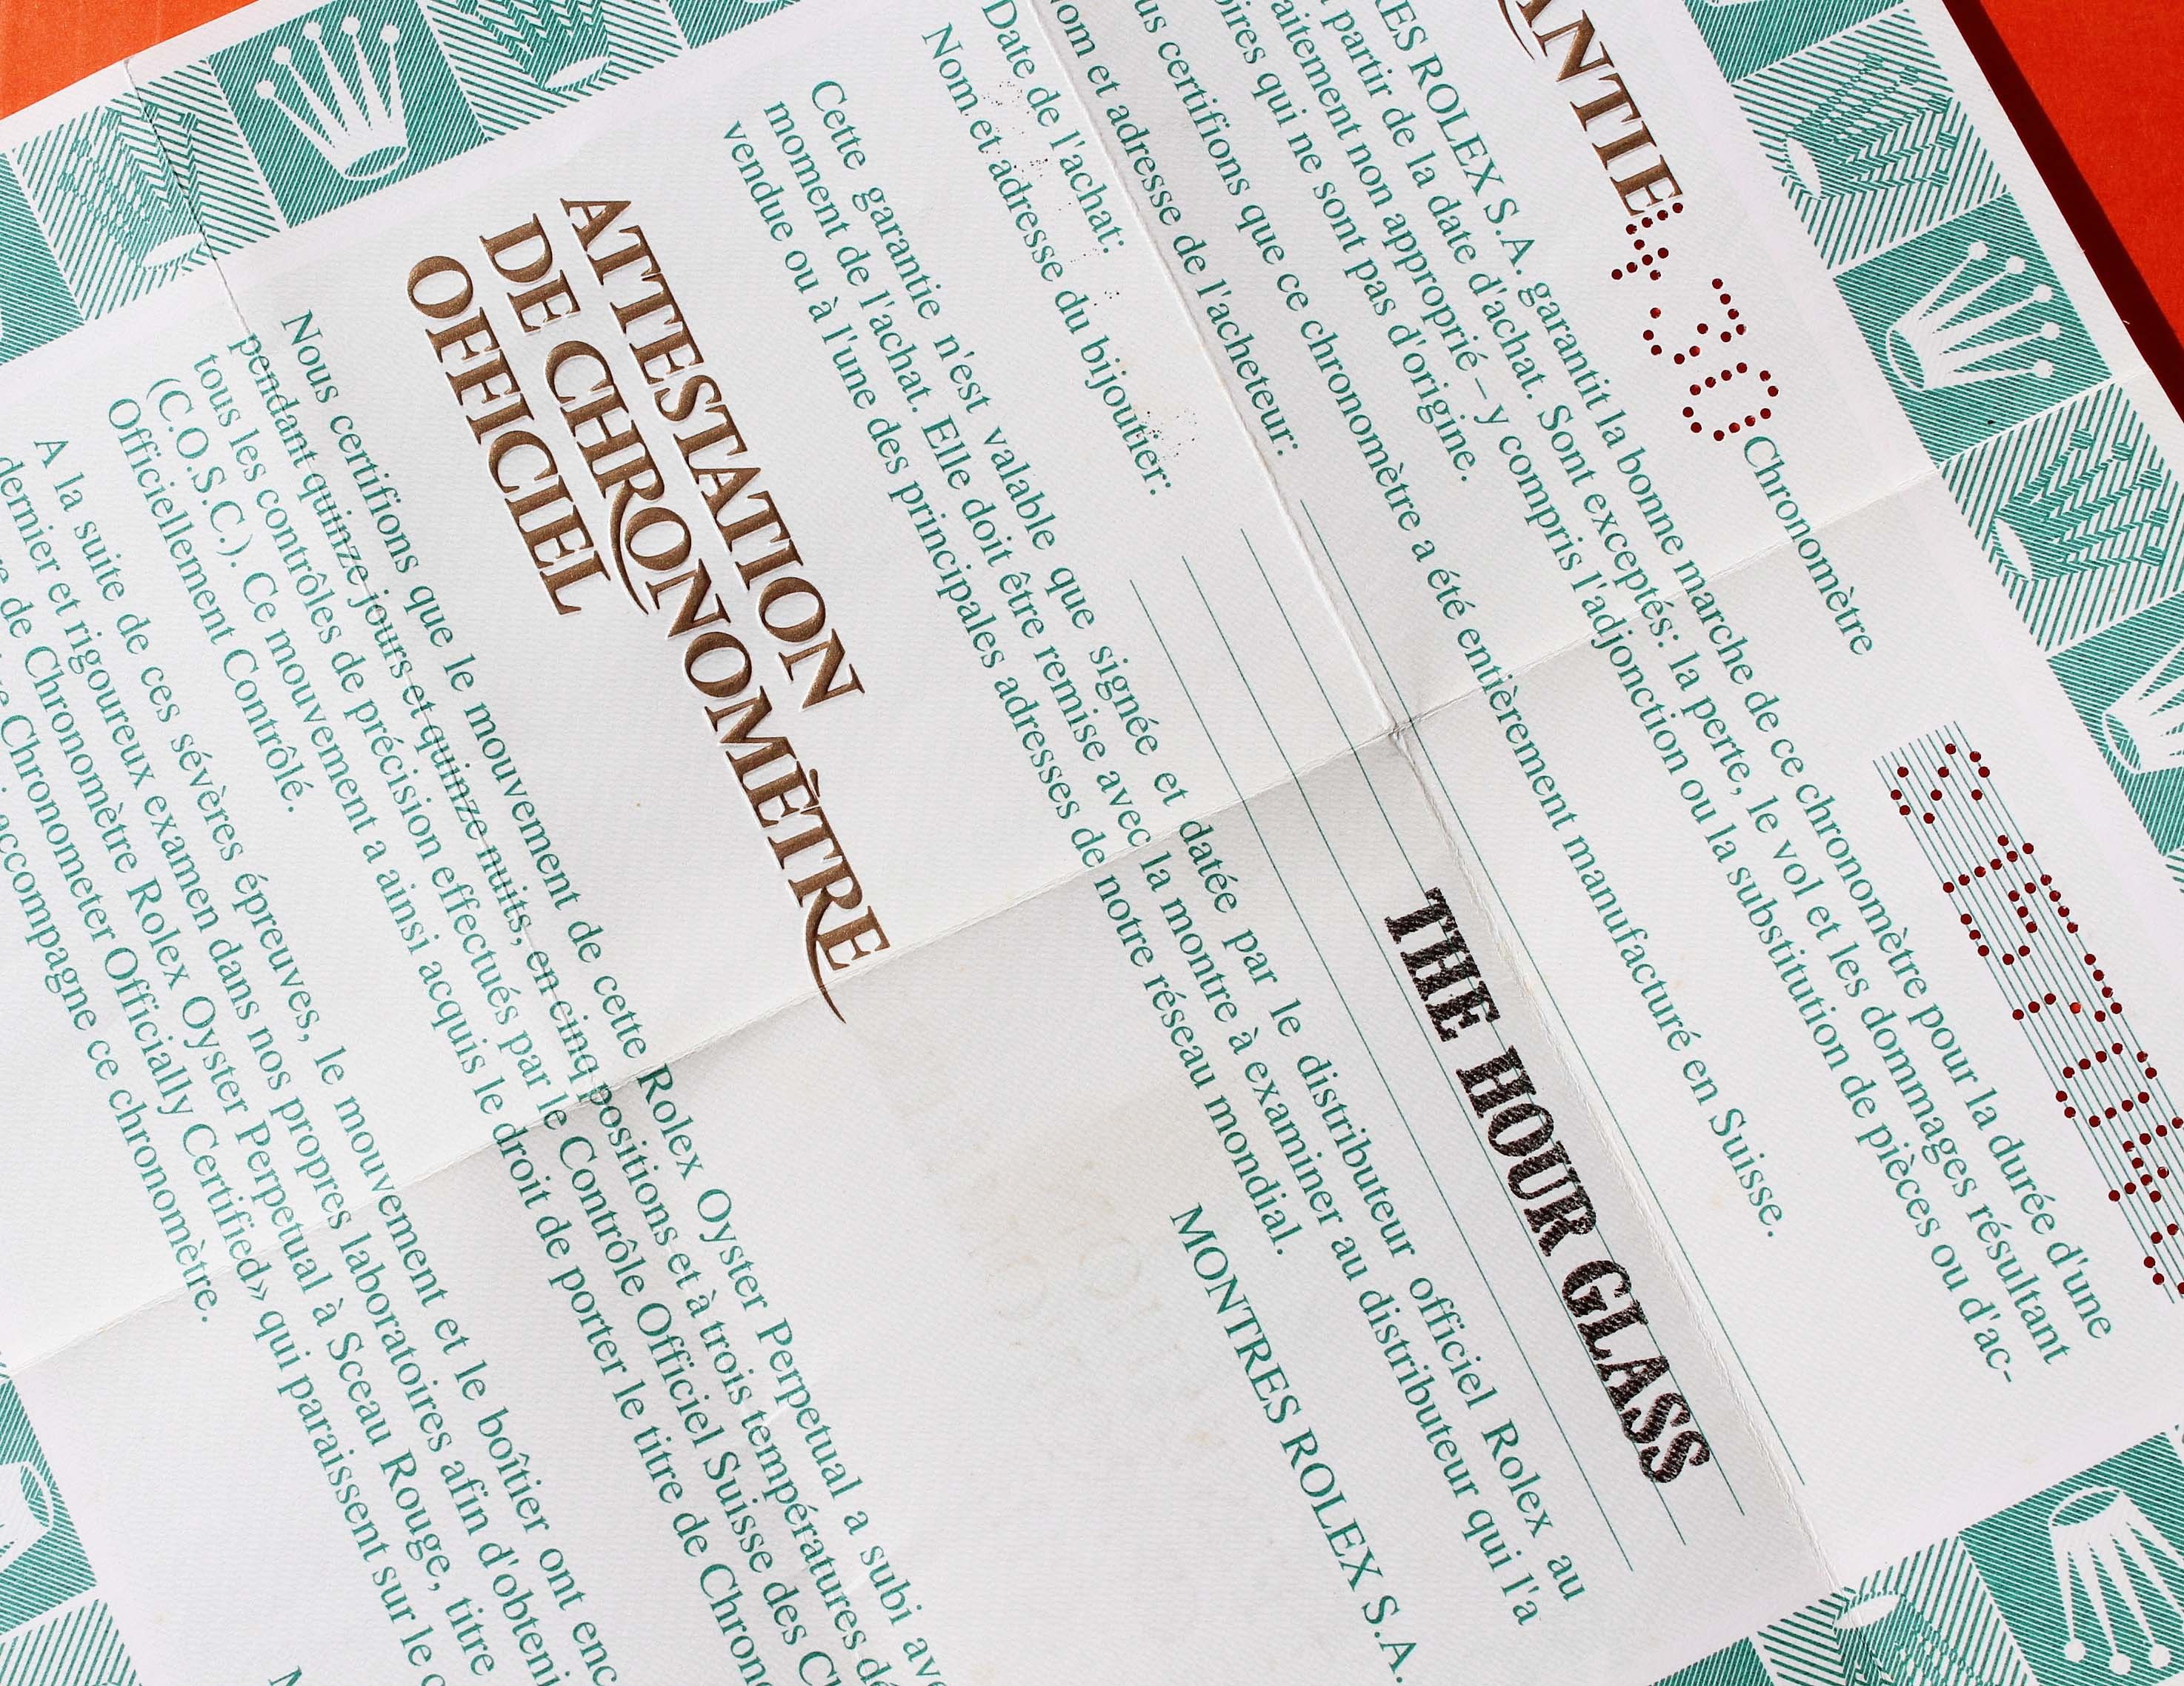 ANTIE
Chronomètre
ES ROLEX S.A. garantit la bonne marche de ce chronomètre pour la durée d'une
partir de la date d'achat. Sont exceptés: la perte, le vol et les dommages résultant
aitement non approprié – y compris l'adjonction ou la substitution de pièces ou d'ac-
oires qui ne sont pas d'origine.
us certifions que ce chronomètre a été entièrement manufacturé en Suisse.
om et adresse de l'acheteur:
Date de l'achat:
THE HOUR GLASS
Nom et adresse du bijoutier:
Cette garantie n'est valable que signée et datée par le distributeur officiel Rolex au
moment de l'achat. Elle doit être remise avec la montre à examiner au distributeur qui l'a
vendue ou à l'une des principales adresses de notre réseau mondial.
MONTRES ROLEX S.A.
ATTESTATION
DE CHRONOMÈTRE
OFFICIEL
Nous certifions que le mouvement de cette Rolex Oyster Perpetual a subi ave
pendant quinze jours et quinze nuits, en cinq positions et à trois températures d
tous les contrôles de précision effectués par le Contrôle Officiel Suisse des C
(C.O.S.C.). Ce mouvement a ainsi acquis le droit de porter le titre de Chron
Officiellement Contrôlé.
A la suite de ces sévères épreuves, le mouvement et le boîtier ont enc
dernier et rigoureux examen dans nos propres laboratoires afin d'obteni
re de Chronomètre Rolex Oyster Perpetual à Sceau Rouge, titre
e Chronometer Officially Certified» qui paraissent sur le c
i accompagne ce chronomètre.
M